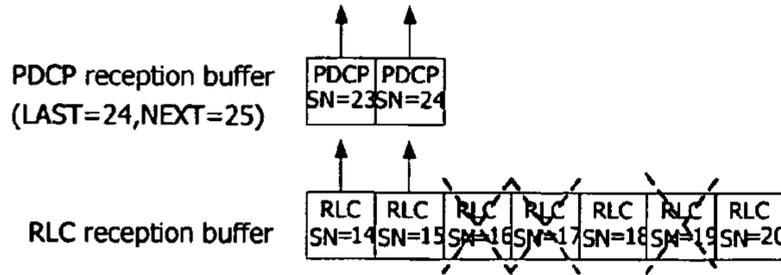 PDCP reception buffer
(LAST=24,NEXT=25)
PDCP SN=23
PDCP SN=24
RLC reception buffer
RLC SN=14
RLC SN=15
RLC SN=16
RLC SN=17
RLC SN=18
RLC SN=19
RLC SN=20